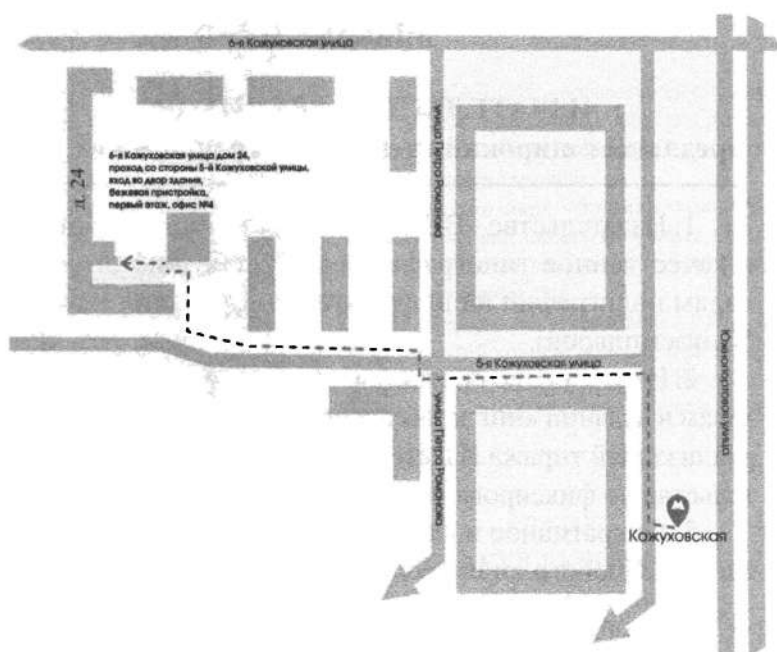 6-я Кожуховская улица
улица Петра Романова
д. 24
6-я Кожуховская улица дом 24,
проход со стороны 5-й Кожуховской улицы,
вход во двор здания,
бежевая пристройка,
первый этаж, офис №4
5-я Кожуховская улица
Южнопортовая улица
улица Петра Романова
Кожуховская